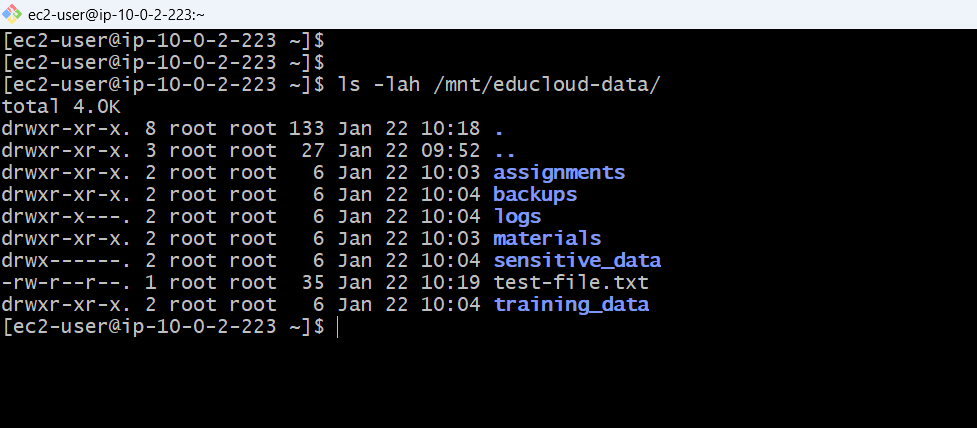 ec2-user@ip-10-0-2-223:~
[ec2-user@ip-10-0-2-223 ~]$
[ec2-user@ip-10-0-2-223 ~]$
[ec2-user@ip-10-0-2-223 ~]$ ls -lah /mnt/educloud-data/
total 4.0K
drwxr-xr-x. 8 root root 133 Jan 22 10:18 .
drwxr-xr-x. 3 root root  27 Jan 22 09:52 ..
drwxr-xr-x. 2 root root   6 Jan 22 10:03 assignments
drwxr-xr-x. 2 root root   6 Jan 22 10:04 backups
drwxr-x---. 2 root root   6 Jan 22 10:04 logs
drwxr-xr-x. 2 root root   6 Jan 22 10:03 materials
drwx------. 2 root root   6 Jan 22 10:04 sensitive_data
-rw-r--r--. 1 root root  35 Jan 22 10:19 test-file.txt
drwxr-xr-x. 2 root root   6 Jan 22 10:04 training_data
[ec2-user@ip-10-0-2-223 ~]$